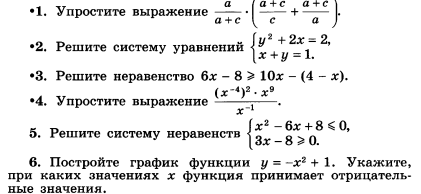 •1. Упростите выражение a/(a + c) · ((a + c)/c + (a + c)/a).
•2. Решите систему уравнений { y² + 2x = 2,
x + y = 1.
•3. Решите неравенство 6x − 8 ⩾ 10x − (4 − x).
•4. Упростите выражение ((x⁻⁴)² · x⁹)/x⁻¹.
5. Решите систему неравенств { x² − 6x + 8 ⩽ 0,
3x − 8 ⩾ 0.
6. Постройте график функции y = −x² + 1. Укажите,
при каких значениях x функция принимает отрицатель-
ные значения.